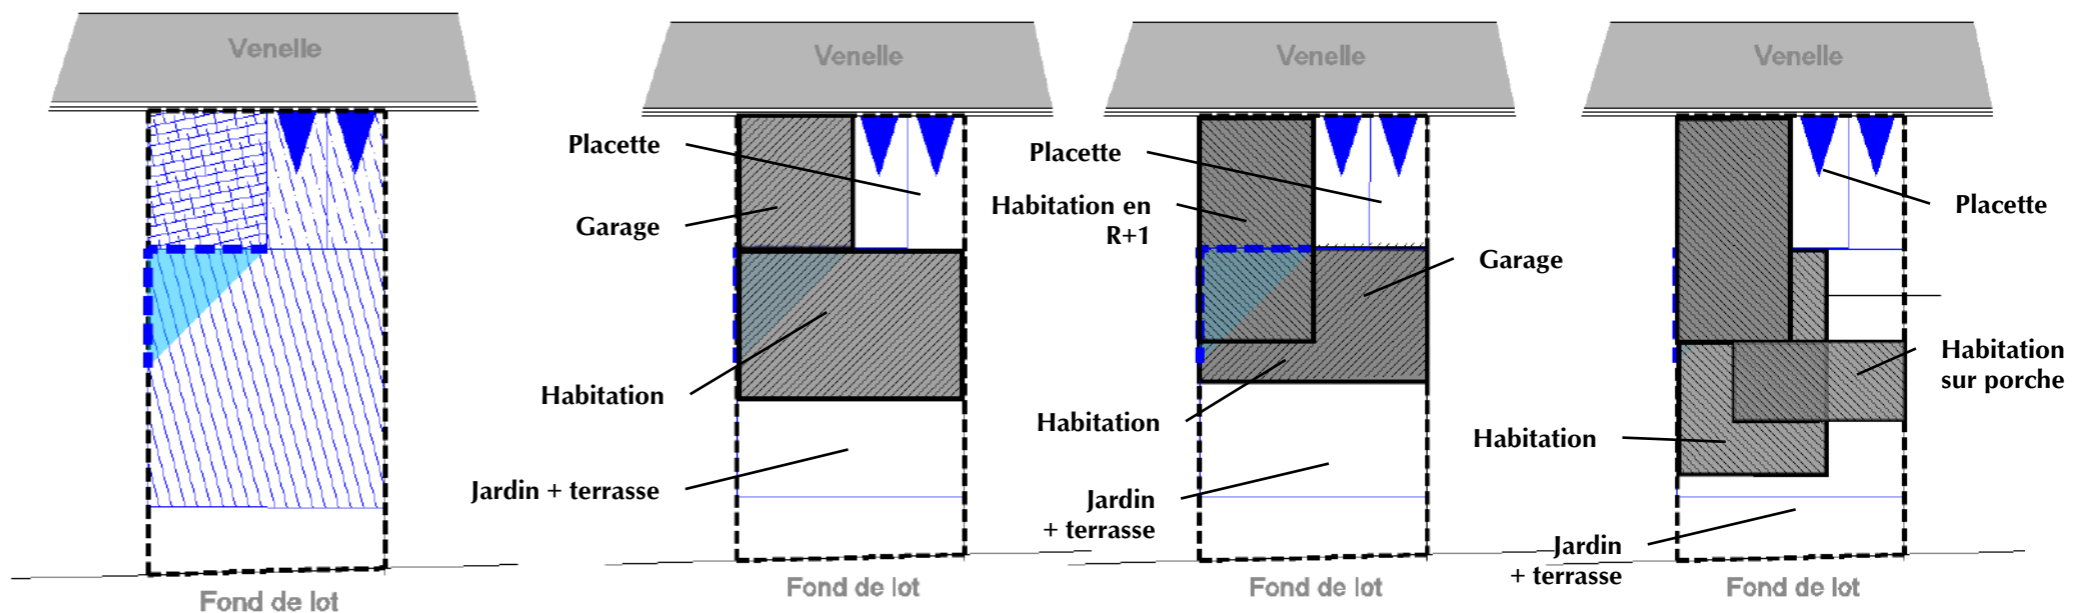 Venelle
Fond de lot
Venelle
Placette
Garage
Habitation
Jardin + terrasse
Fond de lot
Venelle
Placette
Habitation en
R+1
Garage
Habitation
Jardin
+ terrasse
Fond de lot
Venelle
Placette
Habitation
sur porche
Habitation
Jardin
+ terrasse
Fond de lot